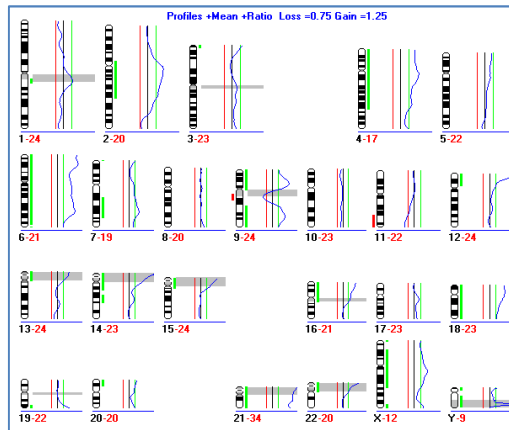 Profiles +Mean +Ratio Loss =0.75 Gain =1.25
1-24 2-20 3-23 4-17 5-22
6-21 7-19 8-20 9-24 10-23 11-22 12-24
13-24 14-23 15-24 16-21 17-23 18-23
19-22 20-20 21-34 22-20 X-12 Y-9